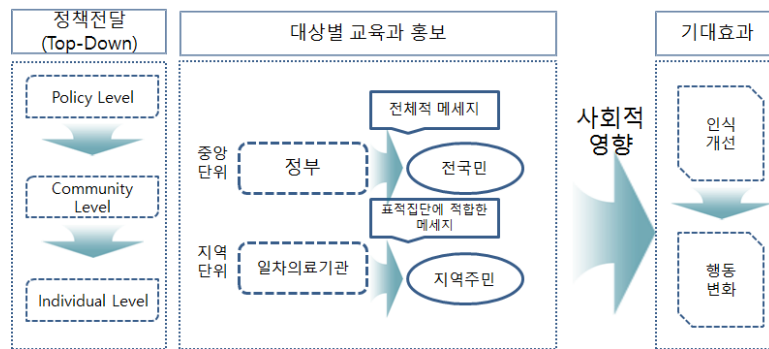 정책전달
(Top-Down)
대상별 교육과 홍보
기대효과
Policy Level
Community
Level
Individual Level
전체적 메세지
중앙
단위
정부
전국민
표적집단에 적합한
메세지
지역
단위
일차의료기관
지역주민
사회적
영향
인식
개선
행동
변화